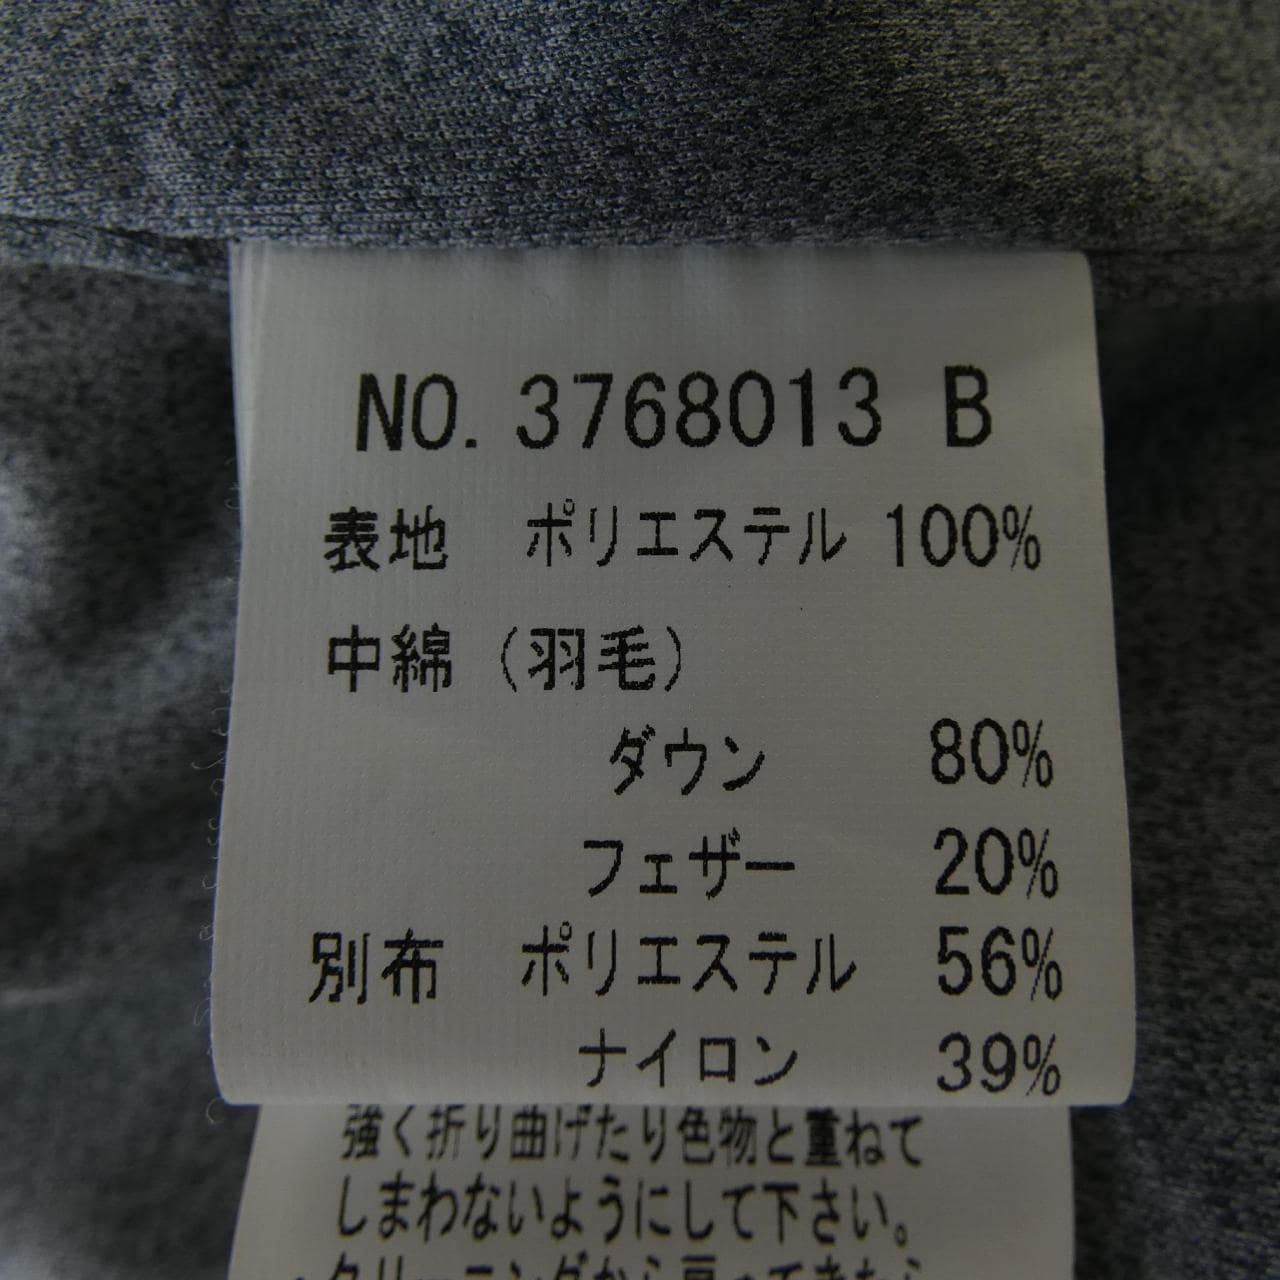 NO. 3768013 B
表地 ポリエステル 100%
中綿 (羽毛)
ダウン 80%
フェザー 20%
別布 ポリエステル 56%
ナイロン 39%
強く折り曲げたり色物と重ねて
しまわないようにして下さい。